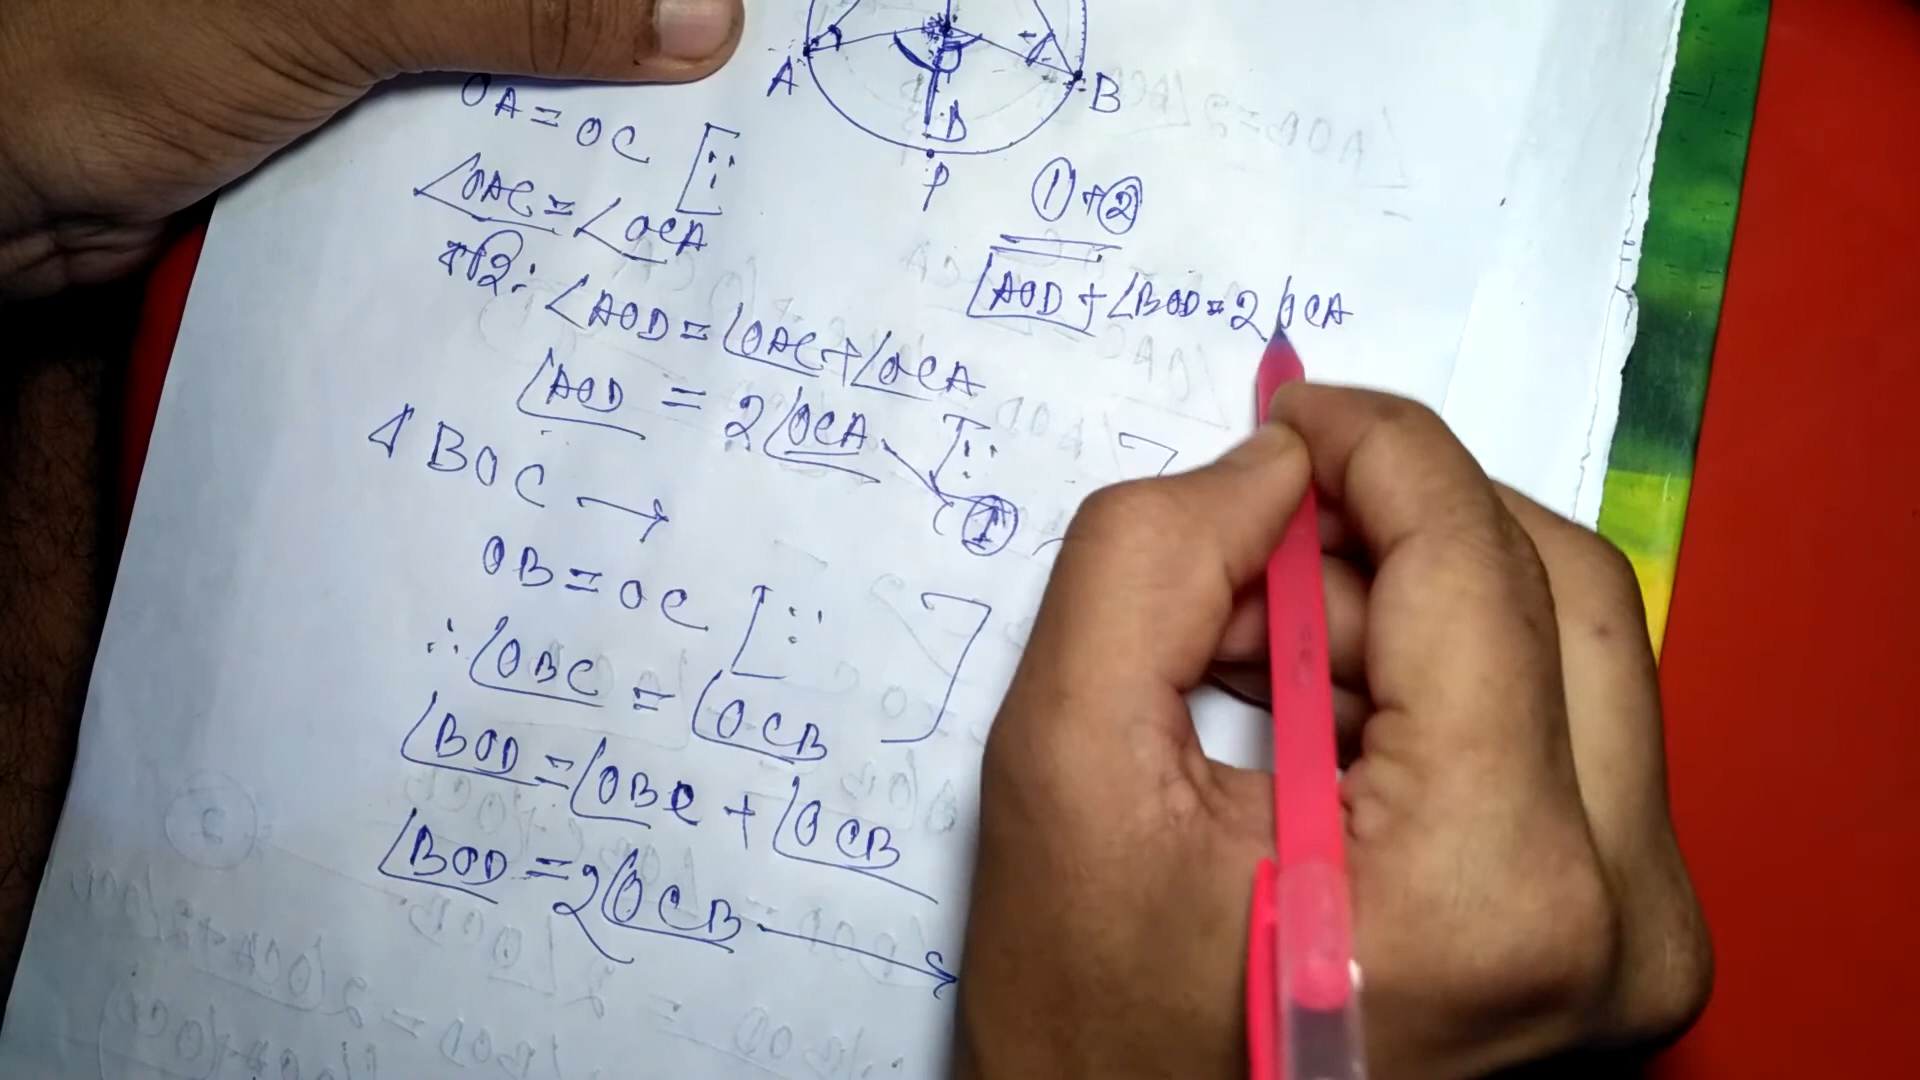 A
B
D
P
OA = OC [∵
∠OAC = ∠OCA
∠AOD = ∠OAC + ∠OCA
∠AOD = 2∠OCA [∵
①
BOC →
OB = OC [∵ ]
∴ ∠OBC = ∠OCB
∠BOD = ∠OBC + ∠OCB
∠BOD = 2∠OCB →
① + ②
∠AOD + ∠BOD = 2∠OCA